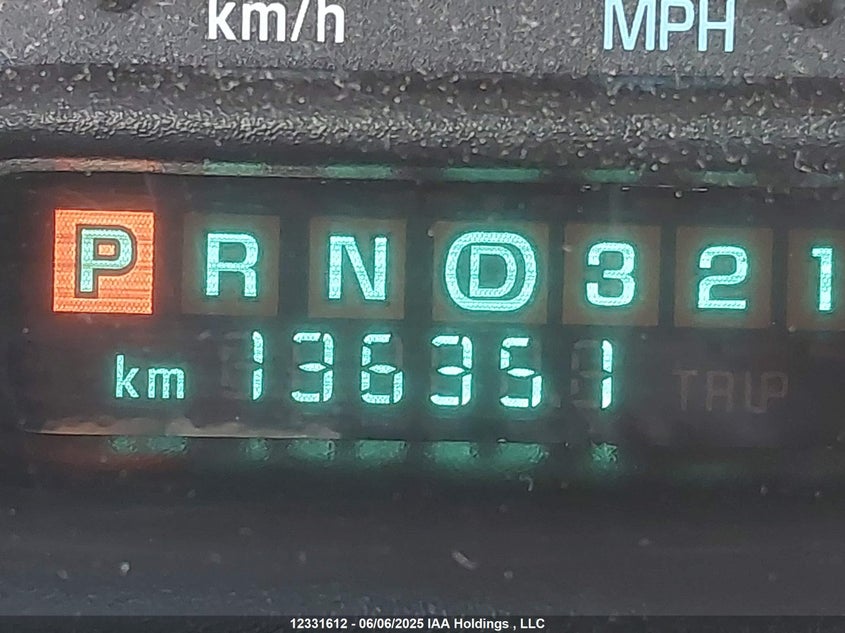 km/h MPH
P R N D 3 2 1
km 136351 TRIP
12331612 - 06/06/2025 IAA Holdings , LLC